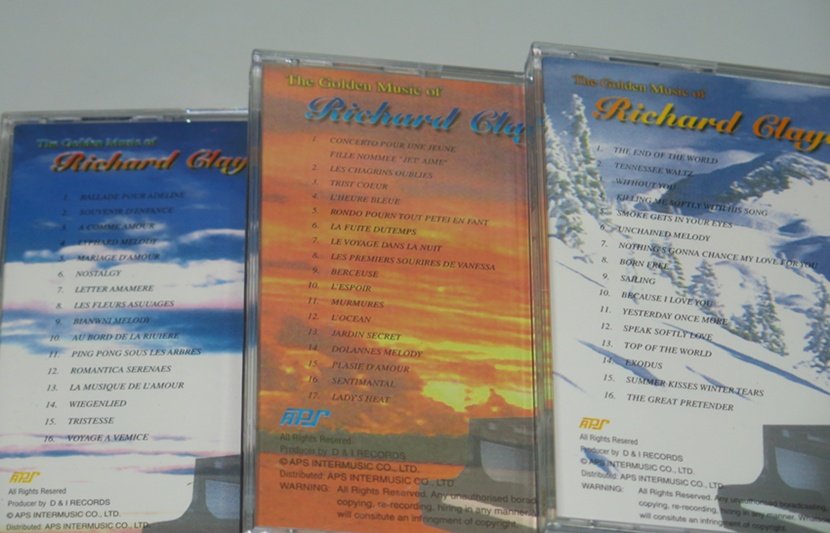 The Golden Music of
Richard Clay
1. BALLADE POUR ADELINE
2. SOUVENIR D'ENFANCE
3. A COMME AMOUR
4. LYPHARD MELODY
5. MARIAGE D'AMOUR
6. NOSTALGY
7. LETTER AMAMERE
8. LES FLEURS ASUUAGES
9. BIANWNI MELODY
10. AU BORD DE LA RIUIERE
11. PING PONG SOUS LES ARBRES
12. ROMANTICA SERENAES
13. LA MUSIQUE DE L'AMOUR
14. WIEGENLIED
15. TRISTESSE
16. VOYAGE A VEMICE
APS
All Rights Resered
Producer by D & I RECORDS
© APS INTERMUSIC CO., LTD.
Distributed: APS INTERMUSIC CO., LTD.
The Golden Music of
Richard Clay
1. CONCERTO POUR UNE JEUNE
FILLE NOMMEE "JET AIME"
2. LES CHAGRINS OUBLIES
3. TRIST COEUR
4. L'HEURE BLEUE
5. RONDO POURN TOUT PETEI EN FANT
6. LA FUITE DUTEMPS
7. LE VOYAGE DANS LA NUIT
8. LES PREMIERS SOURIRES DE VANESSA
9. BERCEUSE
10. L'ESPOIR
11. MURMURES
12. L'OCEAN
13. JARDIN SECRET
14. DOLANNES MELODY
15. PLASIE D'AMOUR
16. SENTIMANTAL
17. LADY'S HEAT
APS
All Rights Resered
Producer by D & I RECORDS
© APS INTERMUSIC CO., LTD.
Distributed: APS INTERMUSIC CO., LTD.
WARNING: All Rights Reserved. Any unauthorised borad
copying, re-recording, hiring in any manner.
will consitute an infringment of copyright.
The Golden Music of
Richard Clay
1. THE END OF THE WORLD
2. TENNESSEE WALTZ
3. WITHOUT YOU
4. KILLING ME SOFTLY WITH HIS SONG
5. SMOKE GETS IN YOUR EYES
6. UNCHAINED MELODY
7. NOTHING'S GONNA CHANCE MY LOVE FOR YOU
8. BORN FREE
9. SAILING
10. BECAUSE I LOVE YOU
11. YESTERDAY ONCE MORE
12. SPEAK SOFTLY LOVE
13. TOP OF THE WORLD
14. EXODUS
15. SUMMER KISSES WINTER TEARS
16. THE GREAT PRETENDER
APS
All Rights Resered
Producer by D & I RECORDS
© APS INTERMUSIC CO., LTD.
Distributed: APS INTERMUSIC CO., LTD.
WARNING: All Rights Reserved. Any unauthorised boradcasting,
copying, re-recording, hiring in any manner.
will consitute an infringment of copyright.